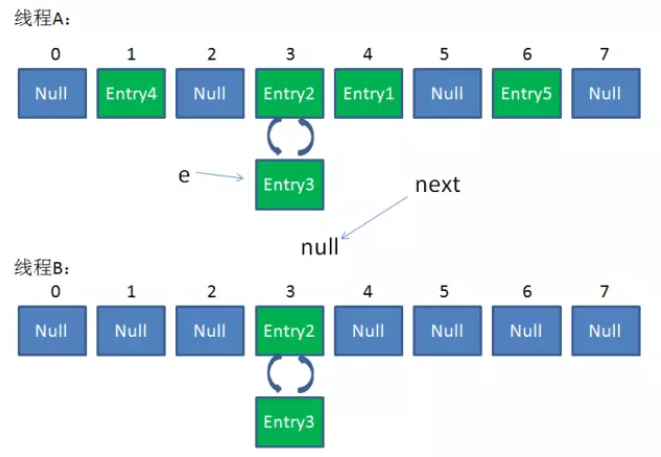 线程A：
0 1 2 3 4 5 6 7
Null Entry4 Null Entry2 Entry1 Null Entry5 Null
e Entry3 next
null
线程B：
0 1 2 3 4 5 6 7
Null Null Null Entry2 Null Null Null Null
Entry3